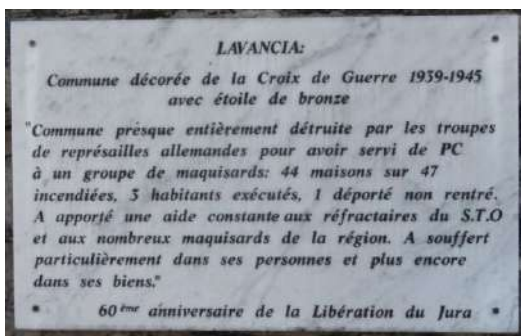 LAVANCIA:
Commune décorée de la Croix de Guerre 1939-1945
avec étoile de bronze
"Commune presque entièrement détruite par les troupes
de représailles allemandes pour avoir servi de PC
à un groupe de maquisards: 44 maisons sur 47
incendiées, 3 habitants exécutés, 1 déporté non rentré.
A apporté une aide constante aux réfractaires du S.T.O
et aux nombreux maquisards de la région. A souffert
particulièrement dans ses personnes et plus encore
dans ses biens."
60ème anniversaire de la Libération du Jura